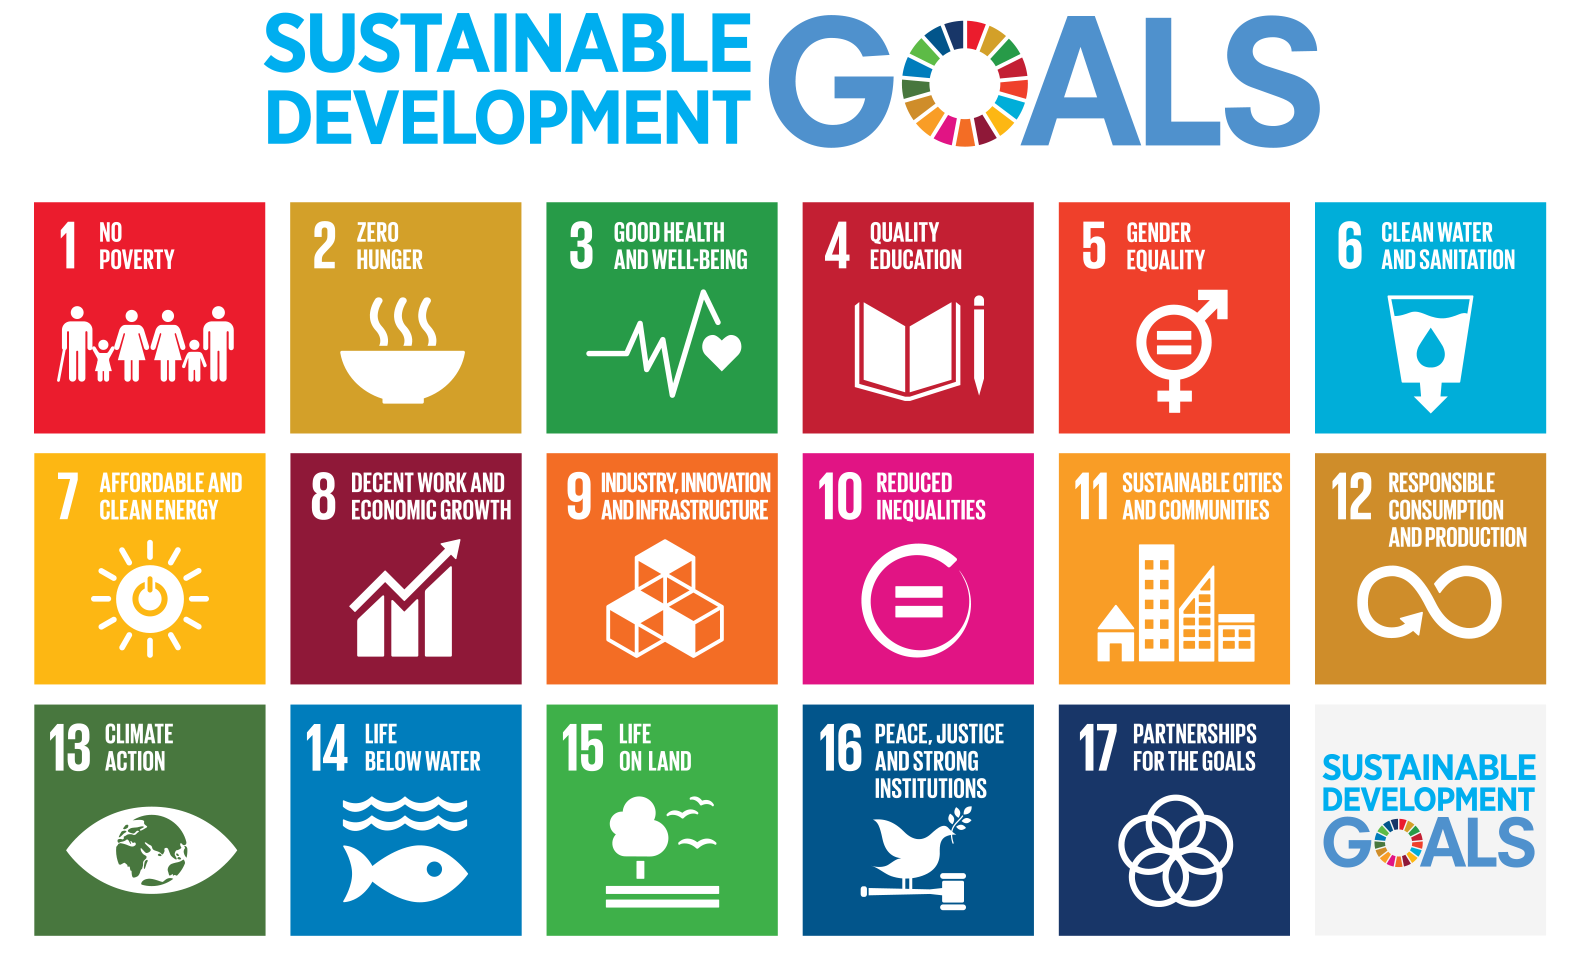 SUSTAINABLE
DEVELOPMENT
GOALS
1 NO
POVERTY
2 ZERO
HUNGER
3 GOOD HEALTH
AND WELL-BEING
4 QUALITY
EDUCATION
5 GENDER
EQUALITY
6 CLEAN WATER
AND SANITATION
7 AFFORDABLE AND
CLEAN ENERGY
8 DECENT WORK AND
ECONOMIC GROWTH
9 INDUSTRY, INNOVATION
AND INFRASTRUCTURE
10 REDUCED
INEQUALITIES
11 SUSTAINABLE CITIES
AND COMMUNITIES
12 RESPONSIBLE
CONSUMPTION
AND PRODUCTION
13 CLIMATE
ACTION
14 LIFE
BELOW WATER
15 LIFE
ON LAND
16 PEACE, JUSTICE
AND STRONG
INSTITUTIONS
17 PARTNERSHIPS
FOR THE GOALS
SUSTAINABLE
DEVELOPMENT
GOALS